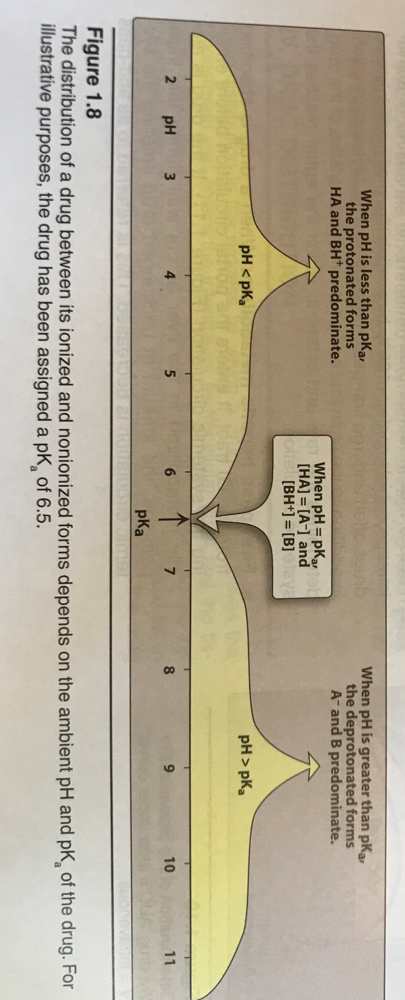 When pH is less than pKa,
the protonated forms
HA and BH⁺ predominate.
When pH = pKa,
[HA] = [A⁻] and
[BH⁺] = [B]
When pH is greater than pKa,
the deprotonated forms
A⁻ and B predominate.
pH < pKa
pH > pKa
2 pH 3 4 5 6 7 8 9 10 11
pKa
Figure 1.8
The distribution of a drug between its ionized and nonionized forms depends on the ambient pH and pKa of the drug. For
illustrative purposes, the drug has been assigned a pKa of 6.5.